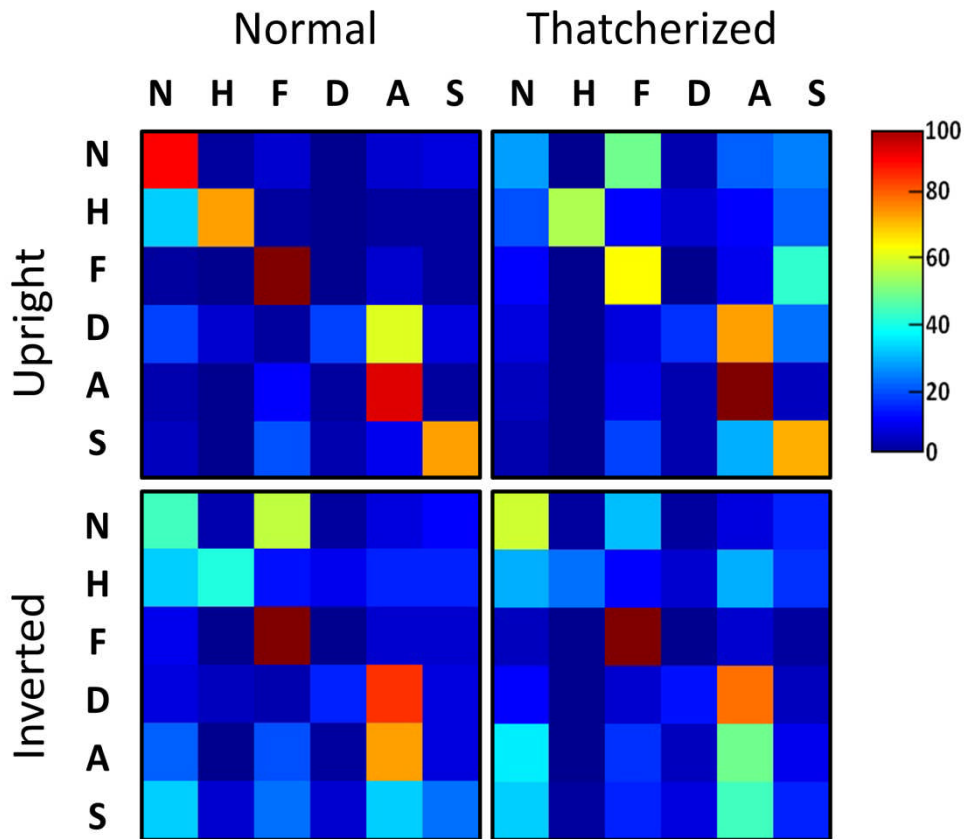 Normal Thatcherized
N H F D A S N H F D A S
Upright
N
H
F
D
A
S
100
80
60
40
20
0
Inverted
N
H
F
D
A
S